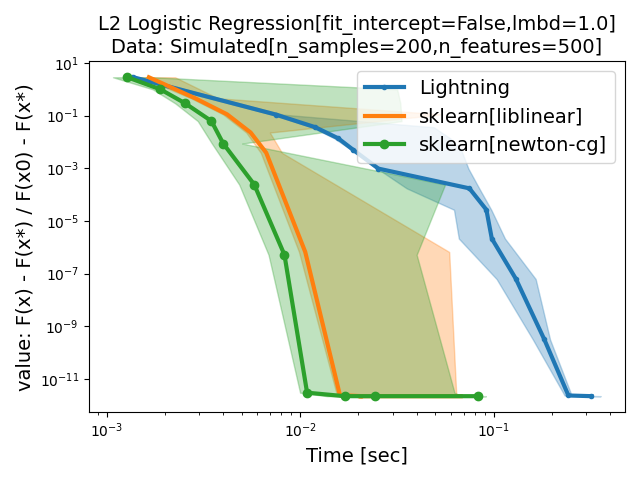 L2 Logistic Regression[fit_intercept=False,lmbd=1.0]
Data: Simulated[n_samples=200,n_features=500]
value: F(x) - F(x*) / F(x0) - F(x*)
10¹
10⁻¹
10⁻³
10⁻⁵
10⁻⁷
10⁻⁹
10⁻¹¹
Lightning
sklearn[liblinear]
sklearn[newton-cg]
10⁻³
10⁻²
10⁻¹
Time [sec]